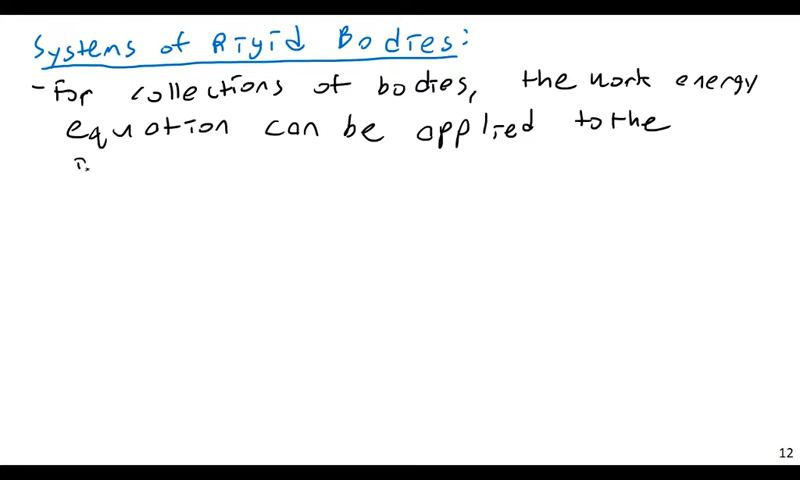 Systems of Rigid Bodies:
- For collections of bodies, the work energy
equation can be applied to the
12